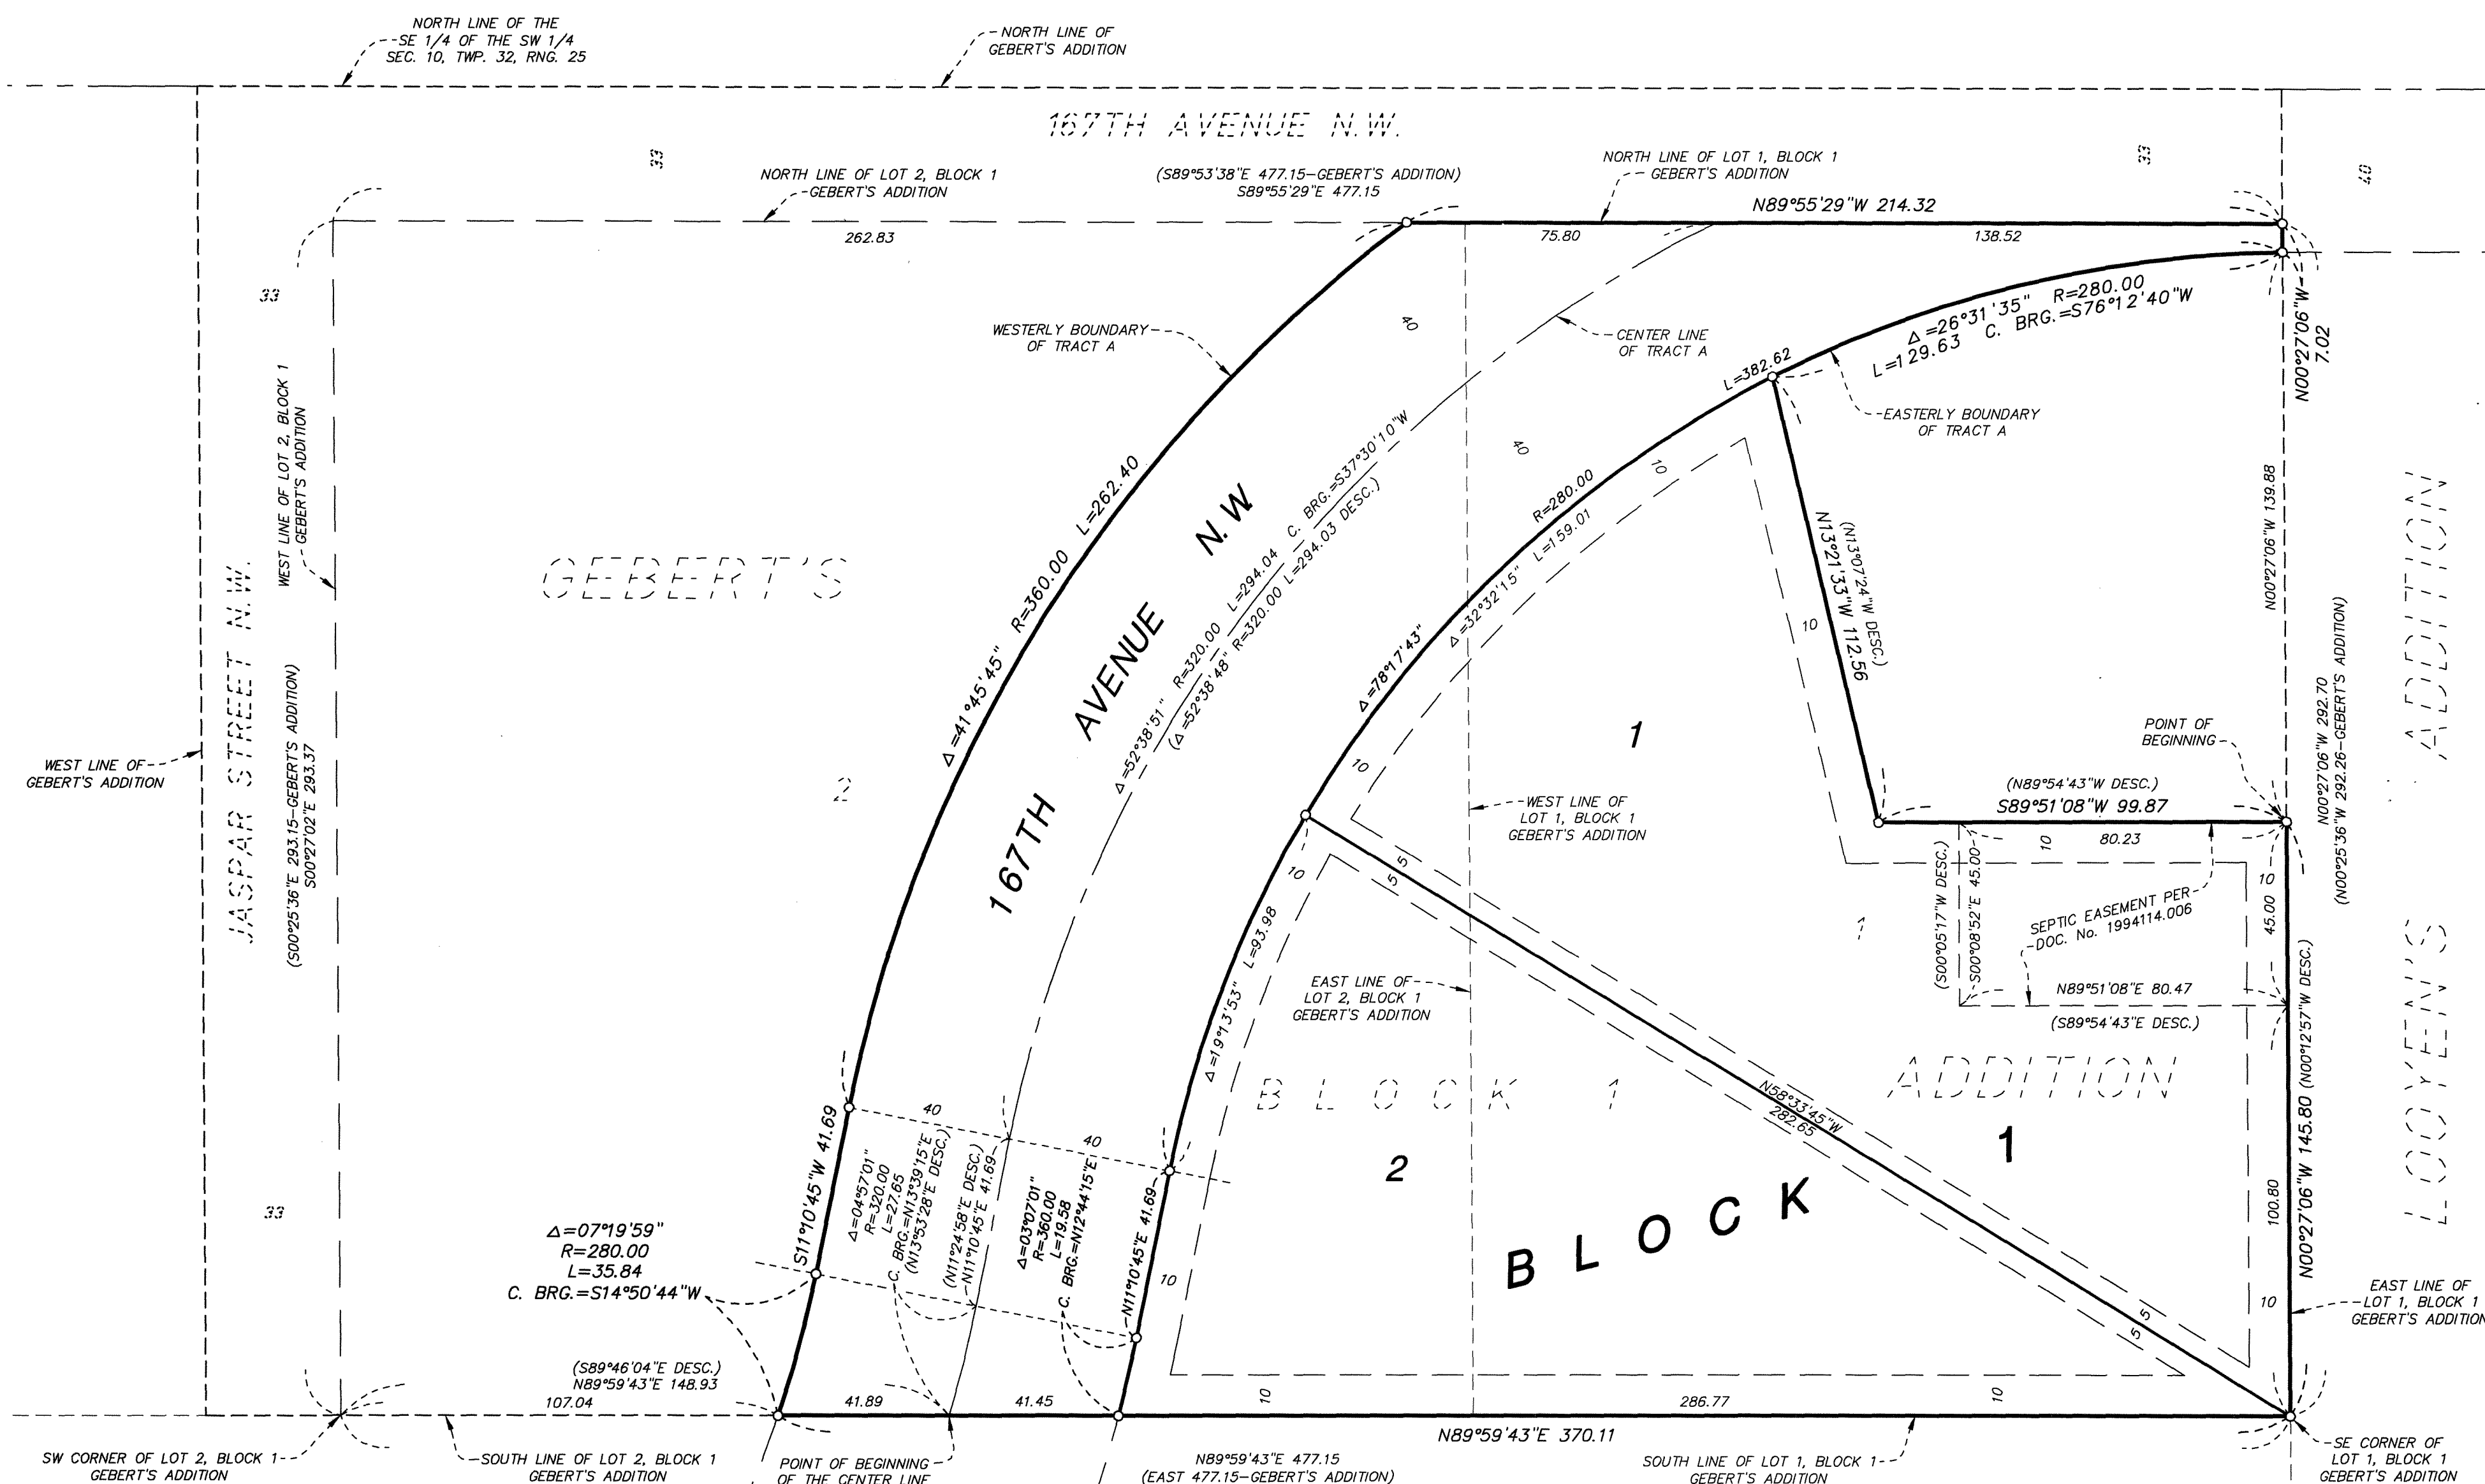 NORTH LINE OF THE
SE 1/4 OF THE SW 1/4
SEC. 10, TWP. 32, RNG. 25
NORTH LINE OF
GEBERT'S ADDITION
167TH AVENUE N.W.
33
33
40
NORTH LINE OF LOT 2, BLOCK 1
GEBERT'S ADDITION
(S89°53'38"E 477.15-GEBERT'S ADDITION)
S89°55'29"E 477.15
NORTH LINE OF LOT 1, BLOCK 1
GEBERT'S ADDITION
N89°55'29"W 214.32
262.83
75.80
138.52
33
WESTERLY BOUNDARY
OF TRACT A
40
CENTER LINE
OF TRACT A
L=382.62
Δ=26°31'35" R=280.00
L=129.63 C. BRG.=S76°12'40"W
N00°27'06"W
7.02
EASTERLY BOUNDARY
OF TRACT A
WEST LINE OF LOT 2, BLOCK 1
GEBERT'S ADDITION
GEBERT'S
JASPAR STREET N.W.
(S00°25'36"E 293.15-GEBERT'S ADDITION)
S00°27'02"E 293.37
WEST LINE OF
GEBERT'S ADDITION
2
Δ=41°45'45" R=360.00 L=262.40
167TH AVENUE N.W.
Δ=52°38'51" R=320.00 L=294.04 C. BRG.=S37°30'10"W
(Δ=52°38'48" R=320.00 L=294.03 DESC.)
40
10
R=280.00
Δ=32°32'15" L=159.01
Δ=78°17'43"
10
(N13°07'24"W DESC.)
N13°21'33"W 112.56
10
N00°27'06"W 139.88
N00°27'06"W 292.70
(N00°25'36"W 292.26-GEBERT'S ADDITION)
LOOYEN'S ADDITION
1
POINT OF
BEGINNING
(N89°54'43"W DESC.)
S89°51'08"W 99.87
10
80.23
WEST LINE OF
LOT 1, BLOCK 1
GEBERT'S ADDITION
5
5
10
L=93.98
Δ=19°13'53"
(S00°05'17"W DESC.)
S00°08'52"E 45.00
SEPTIC EASEMENT PER
DOC. No. 1994114.006
10
45.00
1
N89°51'08"E 80.47
(S89°54'43"E DESC.)
EAST LINE OF
LOT 2, BLOCK 1
GEBERT'S ADDITION
BLOCK 1
ADDITION
N58°33'45"W
282.65
1
2
BLOCK
N00°27'06"W 145.80 (N00°12'57"W DESC.)
100.80
33
40
40
S11°10'45"W 41.69
Δ=04°57'01"
R=320.00
L=27.65
C. BRG.=N13°39'15"E
(N13°53'28"E DESC.)
(N11°24'58"E DESC.)
N11°10'45"E 41.69
Δ=03°07'01"
R=360.00
L=19.58
C. BRG.=N12°44'15"E
N11°10'45"E 41.69
10
Δ=07°19'59"
R=280.00
L=35.84
C. BRG.=S14°50'44"W
10
EAST LINE OF
LOT 1, BLOCK 1
GEBERT'S ADDITION
5
5
(S89°46'04"E DESC.)
N89°59'43"E 148.93
107.04
41.89
41.45
10
286.77
10
N89°59'43"E 370.11
SW CORNER OF LOT 2, BLOCK 1
GEBERT'S ADDITION
SOUTH LINE OF LOT 2, BLOCK 1
GEBERT'S ADDITION
POINT OF BEGINNING
OF THE CENTER LINE
N89°59'43"E 477.15
(EAST 477.15-GEBERT'S ADDITION)
SOUTH LINE OF LOT 1, BLOCK 1
GEBERT'S ADDITION
SE CORNER OF
LOT 1, BLOCK 1
GEBERT'S ADDITION